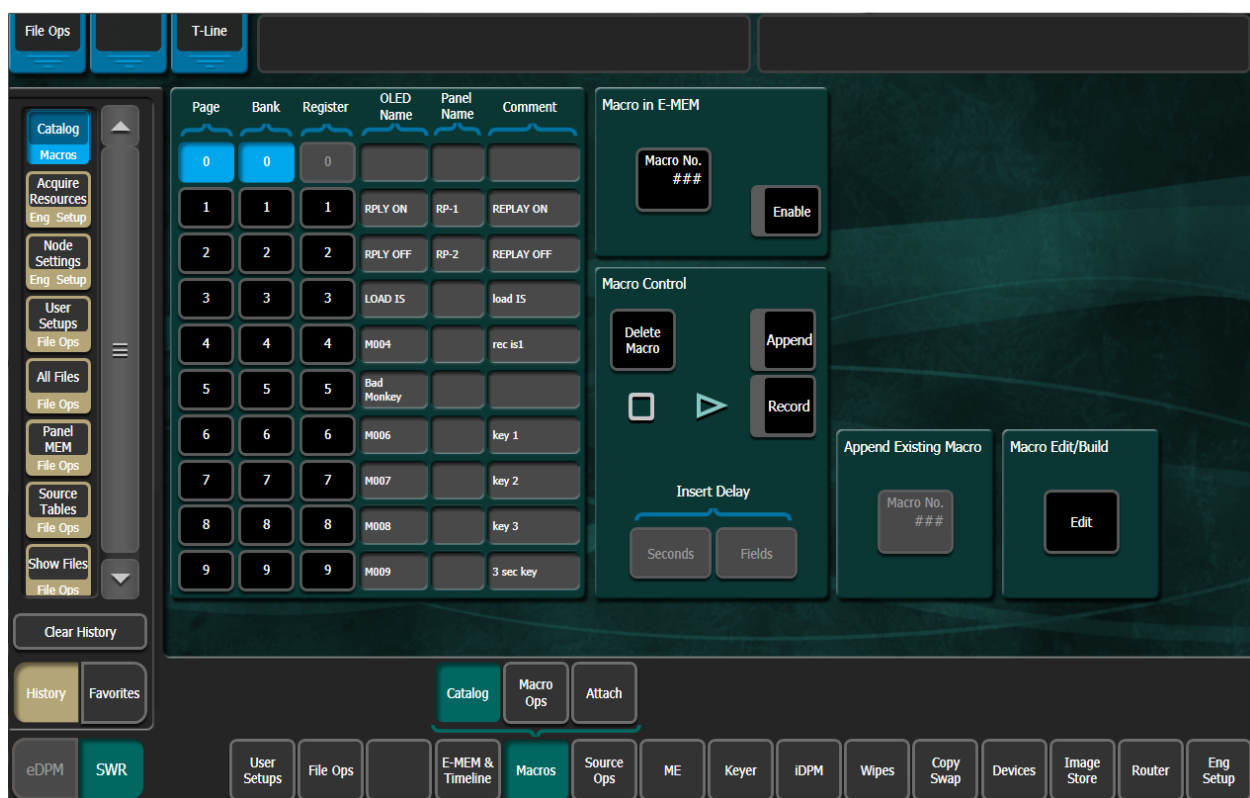 File Ops
T-Line
Catalog
Macros
Acquire
Resources
Eng Setup
Node
Settings
Eng Setup
User
Setups
File Ops
All Files
File Ops
Panel
MEM
File Ops
Source
Tables
File Ops
Show Files
File Ops
Clear History
History Favorites
eDPM SWR
Page Bank Register OLED Name Panel Name Comment
0 0 0
1 1 1 RPLY ON RP-1 REPLAY ON
2 2 2 RPLY OFF RP-2 REPLAY OFF
3 3 3 LOAD IS load IS
4 4 4 M004 rec is1
5 5 5 Bad Monkey
6 6 6 M006 key 1
7 7 7 M007 key 2
8 8 8 M008 key 3
9 9 9 M009 3 sec key
Macro in E-MEM
Macro No.
###
Enable
Macro Control
Delete
Macro
Append
Record
Insert Delay
Seconds Fields
Append Existing Macro
Macro No.
###
Macro Edit/Build
Edit
Catalog
Macro
Ops
Attach
User
Setups
File Ops
E-MEM &
Timeline
Macros
Source
Ops
ME
Keyer
iDPM
Wipes
Copy
Swap
Devices
Image
Store
Router
Eng
Setup